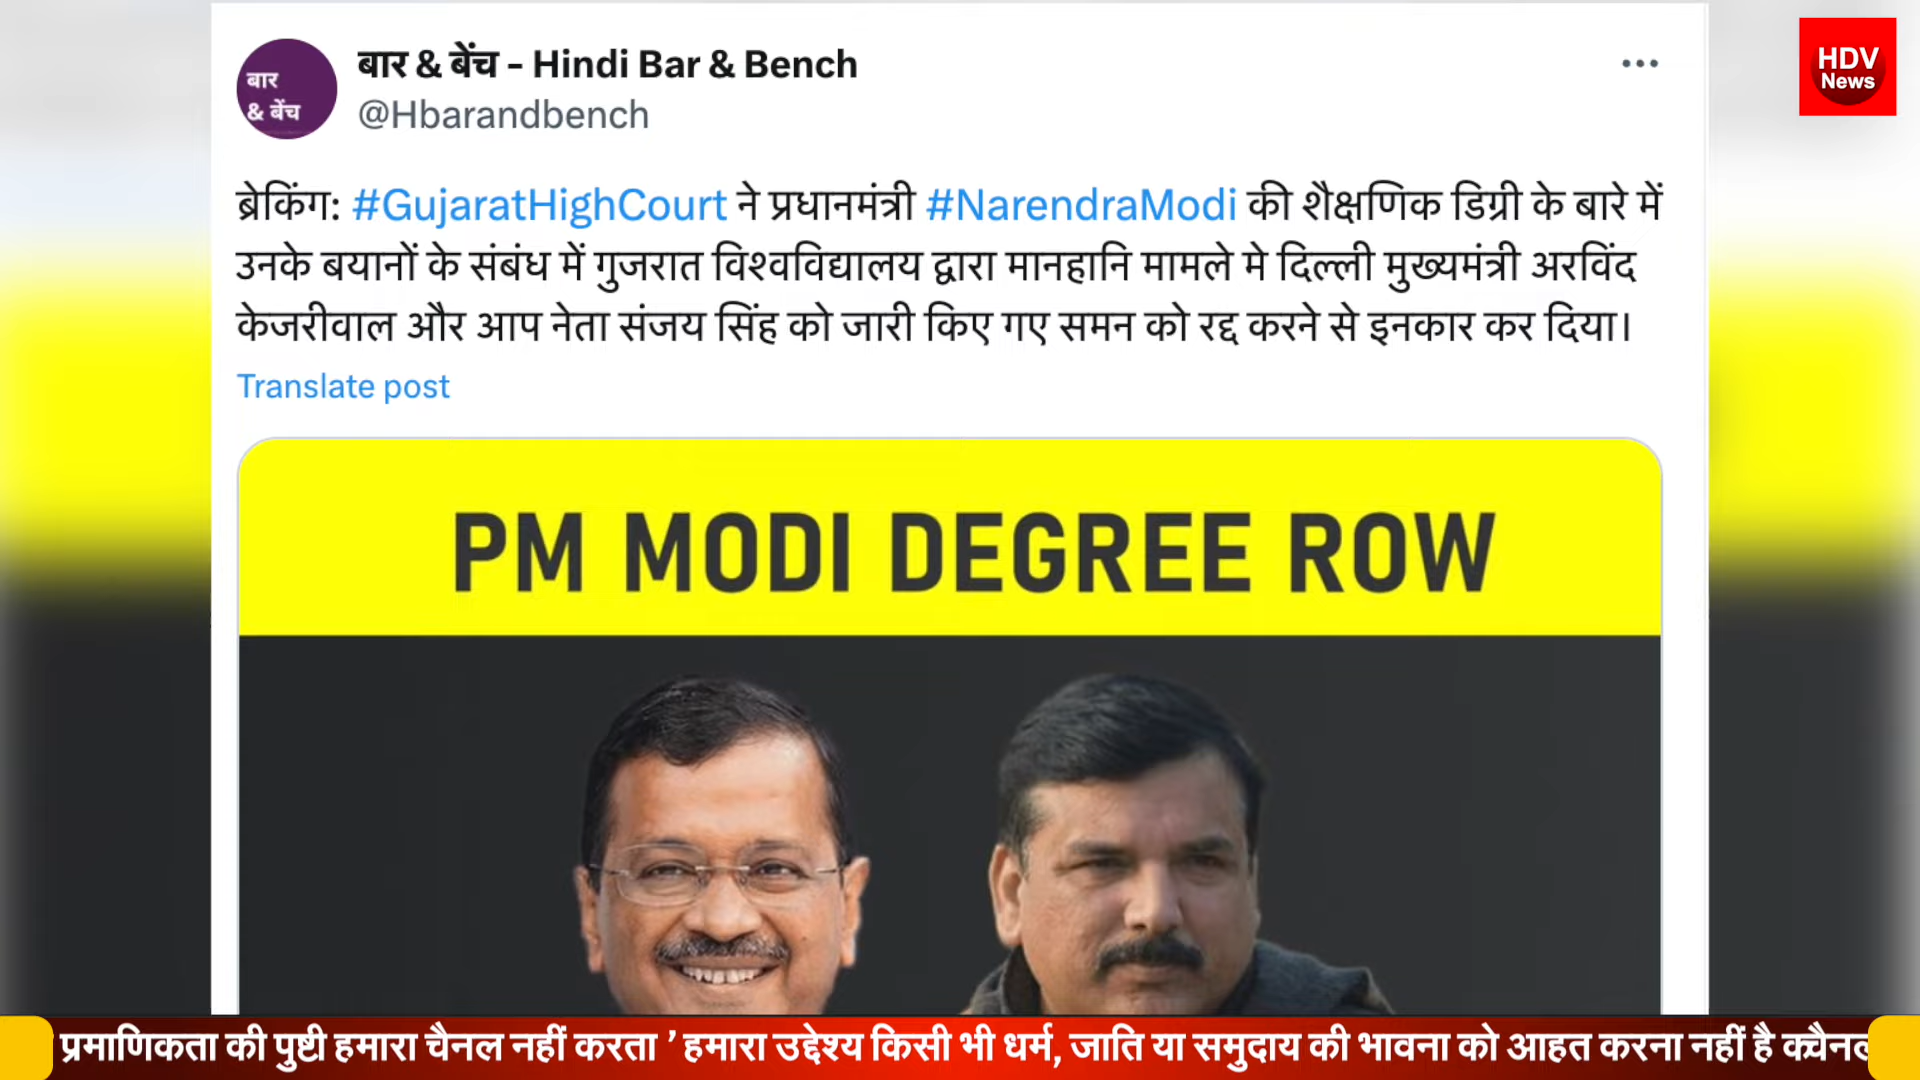 बार & बेंच - Hindi Bar & Bench
@Hbarandbench
बार
& बेंच
HDV
News
ब्रेकिंग: #GujaratHighCourt ने प्रधानमंत्री #NarendraModi की शैक्षणिक डिग्री के बारे में
उनके बयानों के संबंध में गुजरात विश्वविद्यालय द्वारा मानहानि मामले मे दिल्ली मुख्यमंत्री अरविंद
केजरीवाल और आप नेता संजय सिंह को जारी किए गए समन को रद्द करने से इनकार कर दिया।
Translate post
PM MODI DEGREE ROW
प्रमाणिकता की पुष्टी हमारा चैनल नहीं करता ' हमारा उद्देश्य किसी भी धर्म, जाति या समुदाय की भावना को आहत करना नहीं है